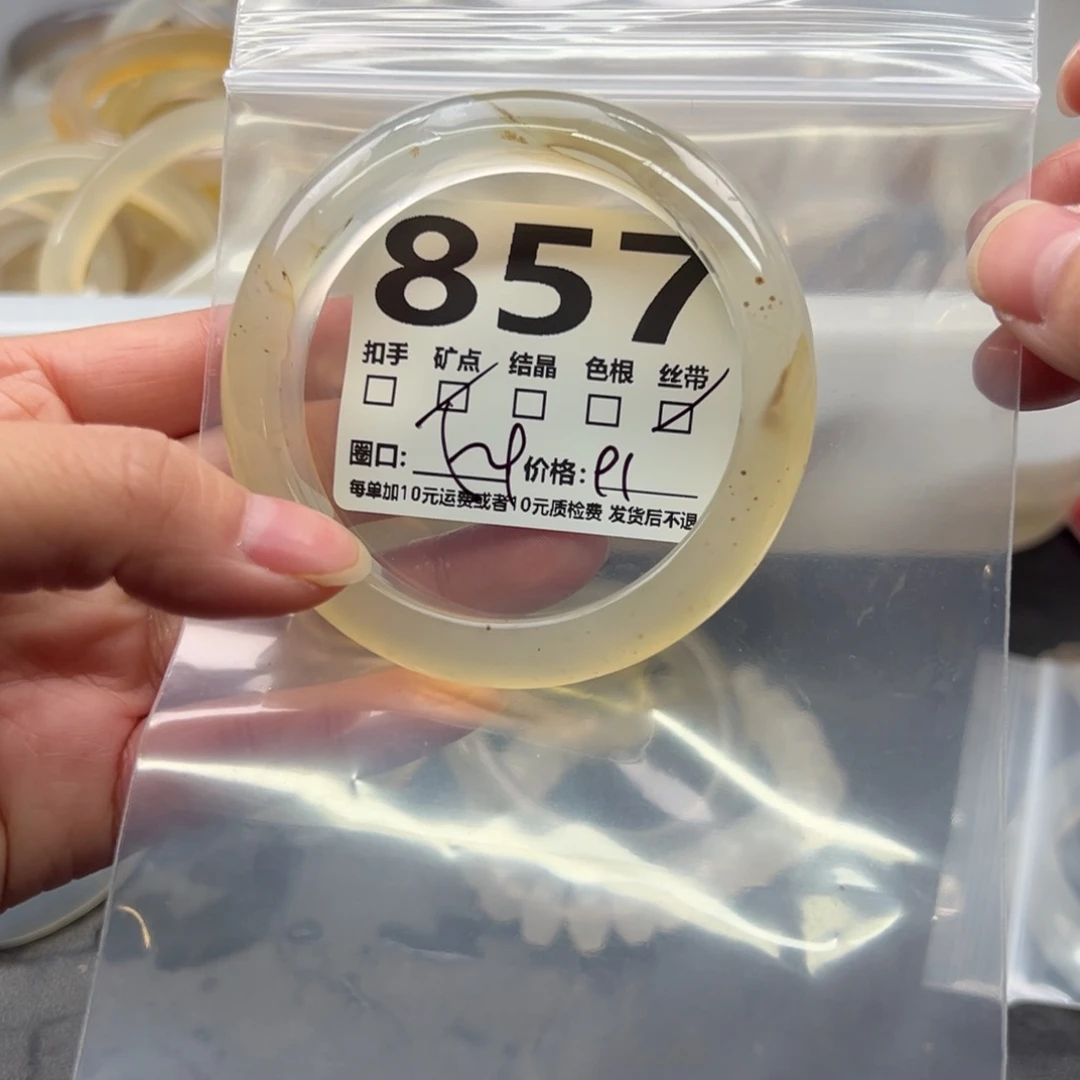 857
扣手 矿点 结晶 色根 丝带
圈口: 价格:
每单加10元运费或者10元质检费 发货后不退